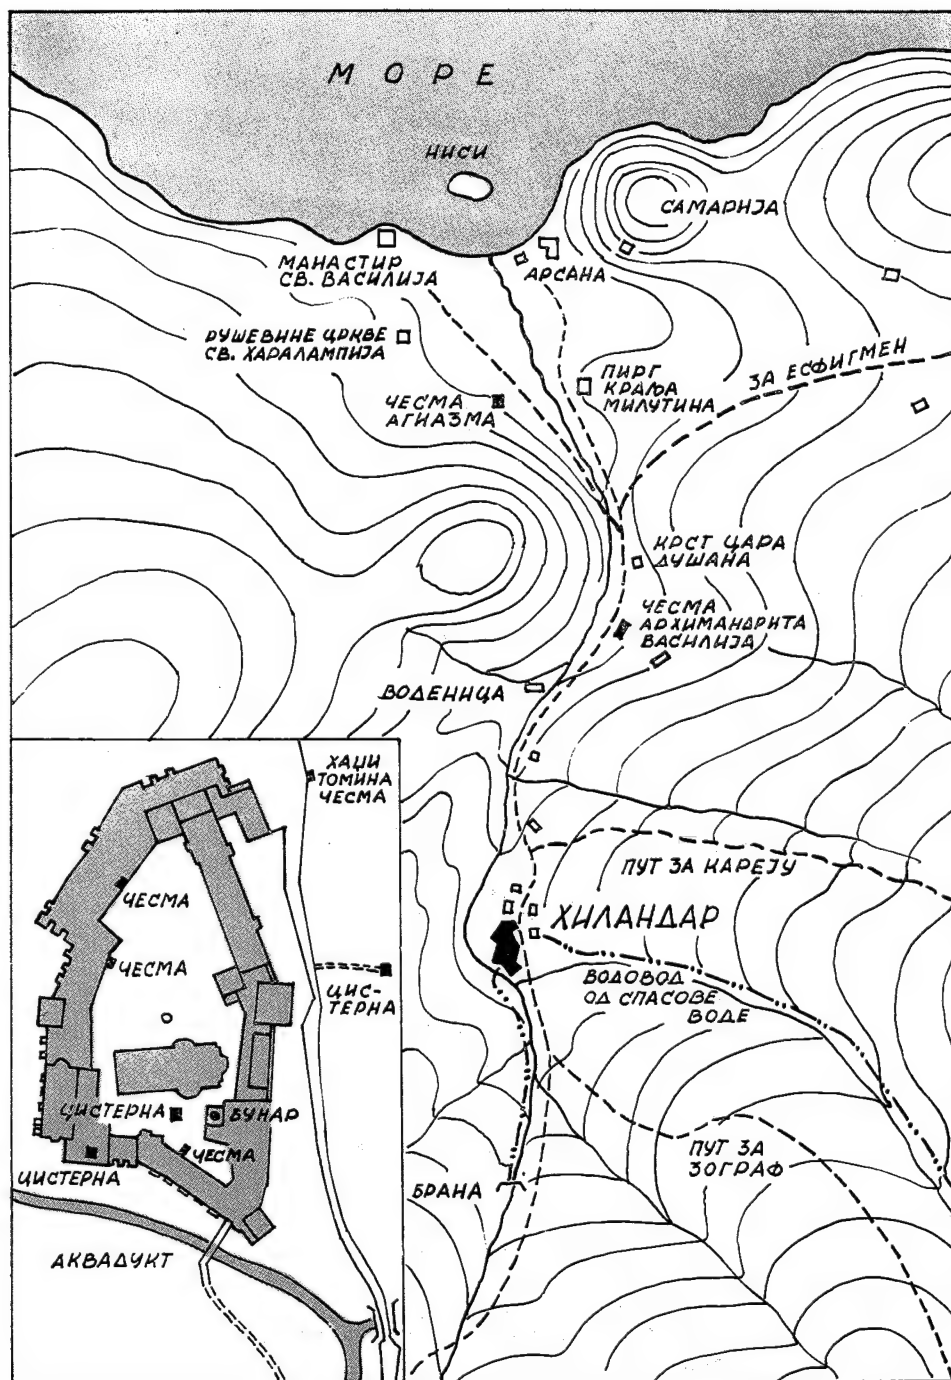 МОРЕ
НИСИ
САМАРИЈА
МАНАСТИР
СВ. ВАСИЛИЈА
АРСАНА
РУШЕВИНЕ ЦРКВЕ
СВ. ХАРАЛАМПИЈА
ЗА ЕСФИГМЕН
ПИРГ
КРАЉА
МИЛУТИНА
ЧЕСМА
АГИАЗМА
КРСТ ЦАРА
ДУШАНА
ЧЕСМА
АРХИМАНДРИТА
ВАСИЛИЈА
ВОДЕНИЦА
ХАЏИ
ТОМИНА
ЧЕСМА
ПУТ ЗА КАРЕЈУ
ЧЕСМА
ХИЛАНДАР
ЧЕСМА
ЦИС-
ТЕРНА
ВОДОВОД
ОД СПАСОВЕ
ВОДЕ
ЦИСТЕРНА
БУНАР
ЧЕСМА
ЦИСТЕРНА
ПУТ ЗА
ЗОГРАФ
БРАНА
АКВАДУКТ